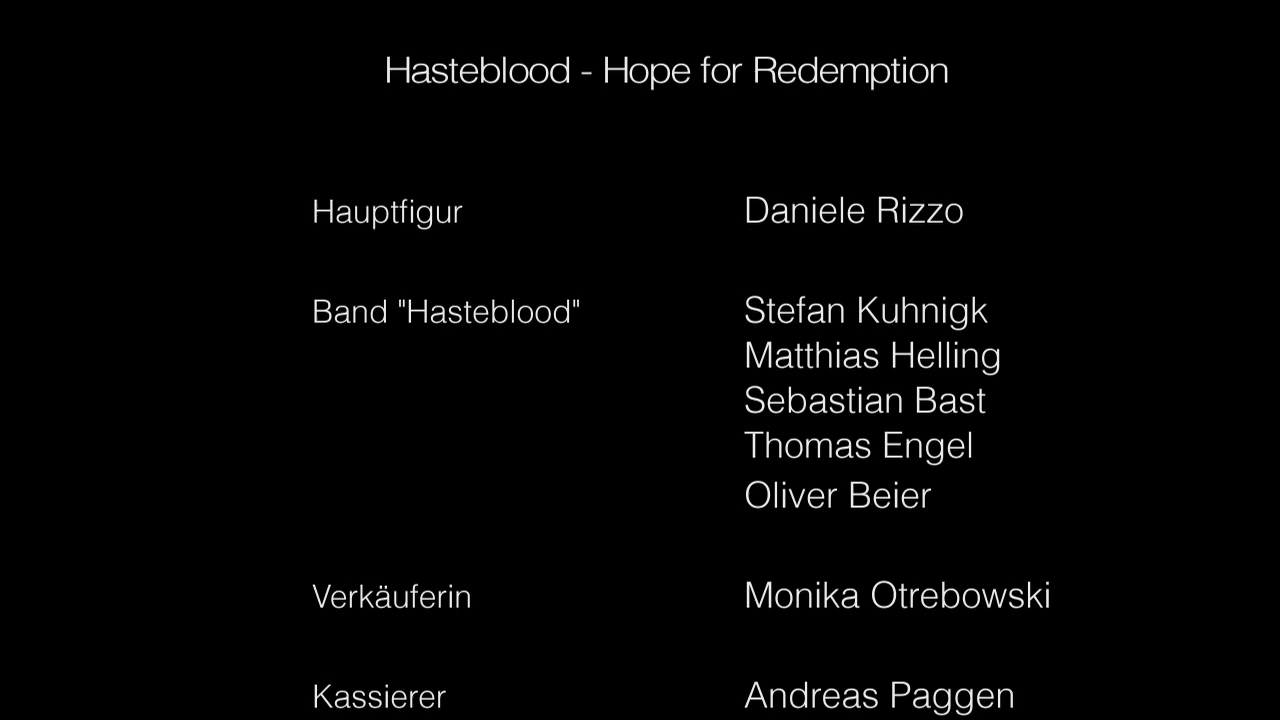 Hasteblood - Hope for Redemption
Hauptfigur Daniele Rizzo
Band "Hasteblood" Stefan Kuhnigk
Matthias Helling
Sebastian Bast
Thomas Engel
Oliver Beier
Verkäuferin Monika Otrebowski
Kassierer Andreas Paggen